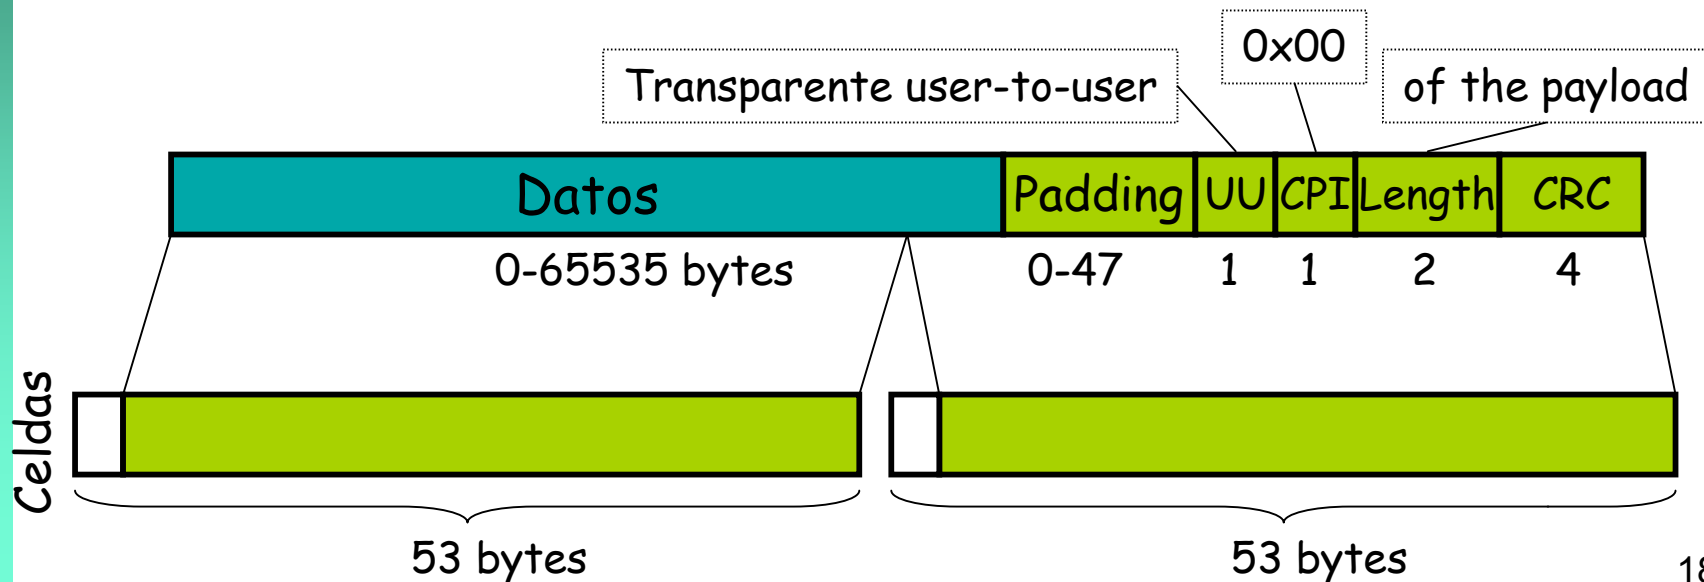 0x00
Transparente user-to-user
of the payload
Datos
Padding
UU
CPI
Length
CRC
0-65535 bytes
0-47
1
1
2
4
Celdas
53 bytes
53 bytes
18